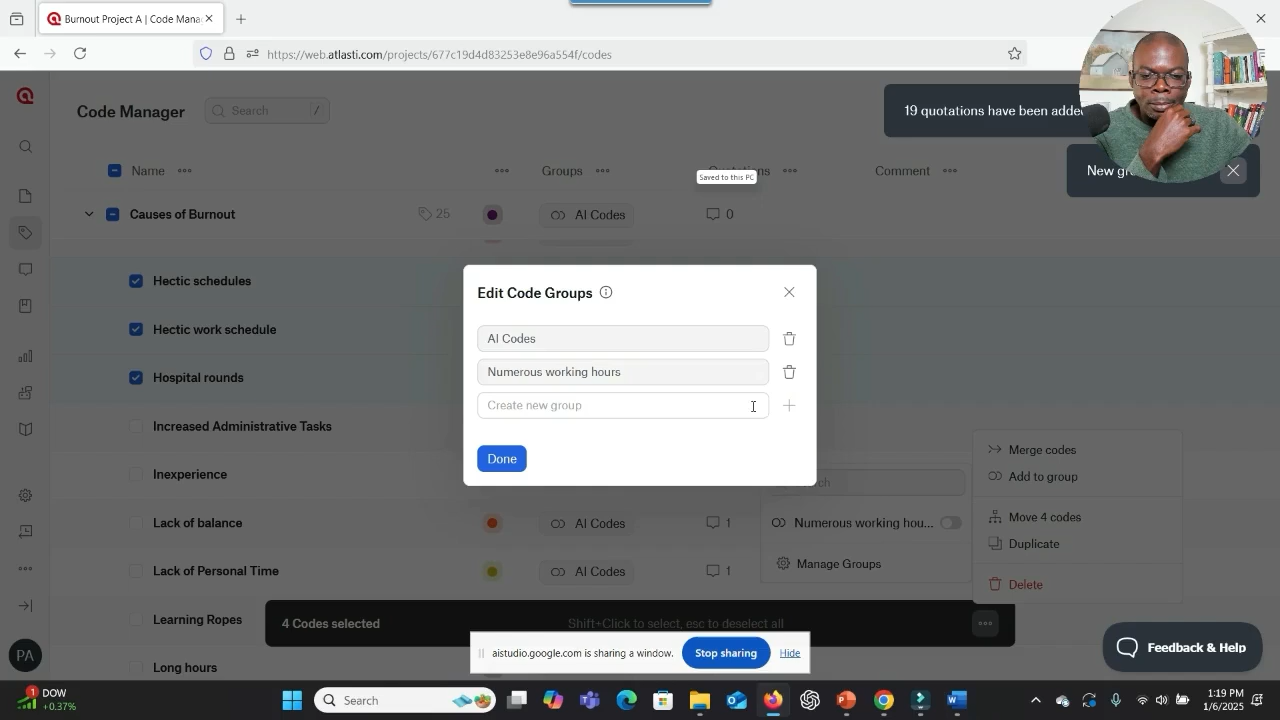 Burnout Project A | Code Mana
https://web.atlasti.com/projects/677c19d4d83253e8e96a554f/codes
Code Manager
Search
/
19 quotations have been adde
New gr
Name
Groups
Quotations
Comment
Saved to this PC
Causes of Burnout
25
AI Codes
0
Hectic schedules
Hectic work schedule
Hospital rounds
Increased Administrative Tasks
Inexperience
Lack of balance
AI Codes
1
Lack of Personal Time
AI Codes
1
Learning Ropes
Long hours
Edit Code Groups
AI Codes
Numerous working hours
Create new group
Done
Numerous working hou...
Manage Groups
Merge codes
Add to group
Move 4 codes
Duplicate
Delete
4 Codes selected
Shift+Click to select, esc to deselect all
aistudio.google.com is sharing a window.
Stop sharing
Hide
PA
Feedback & Help
1
DOW
+0.37%
Search
1:19 PM
1/6/2025